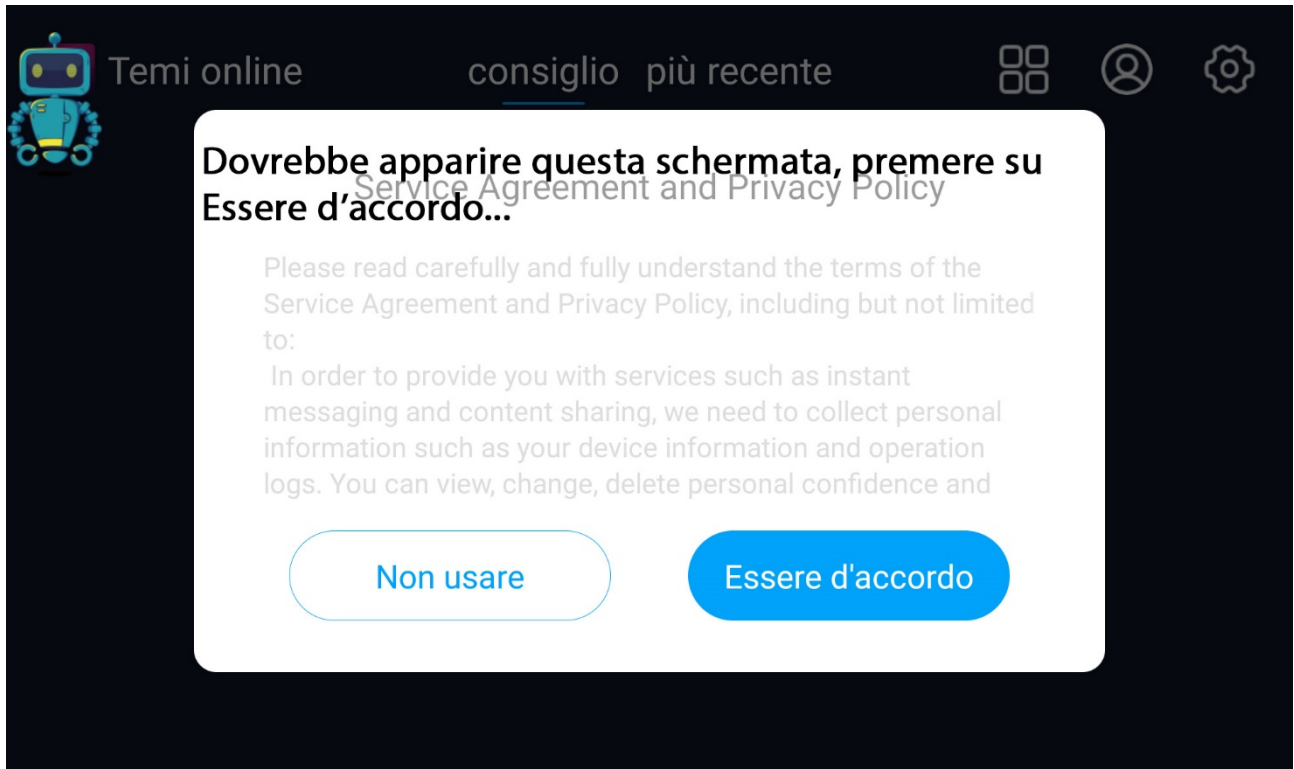 Temi online
consiglio
più recente
Dovrebbe apparire questa schermata, premere su
Essere d’accordo...
Service Agreement and Privacy Policy
Please read carefully and fully understand the terms of the
Service Agreement and Privacy Policy, including but not limited
to:
In order to provide you with services such as instant
messaging and content sharing, we need to collect personal
information such as your device information and operation
logs. You can view, change, delete personal confidence and
Non usare
Essere d'accordo